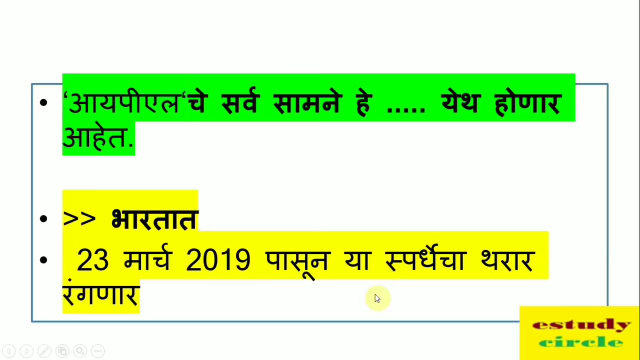 • ‘आयपीएल‘चे सर्व सामने हे ..... येथ होणार
आहेत.
• >> भारतात
• 23 मार्च 2019 पासून या स्पर्धेचा थरार
रंगणार
estudy
circle